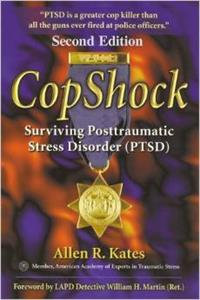 "PTSD is a greater cop killer than
all the guns ever fired at police officers."
Second Edition
CopShock
Surviving Posttraumatic
Stress Disorder (PTSD)
Allen R. Kates
Member, American Academy of Experts in Traumatic Stress
Foreword by LAPD Detective William H. Martin (Ret.)